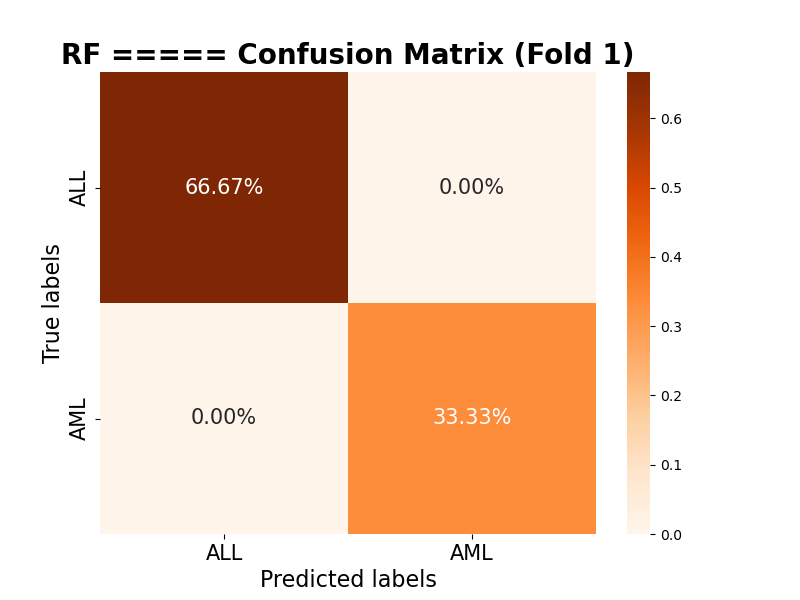 RF ===== Confusion Matrix (Fold 1)
True labels
ALL
66.67%
0.00%
AML
0.00%
33.33%
ALL
AML
Predicted labels
0.6
0.5
0.4
0.3
0.2
0.1
0.0